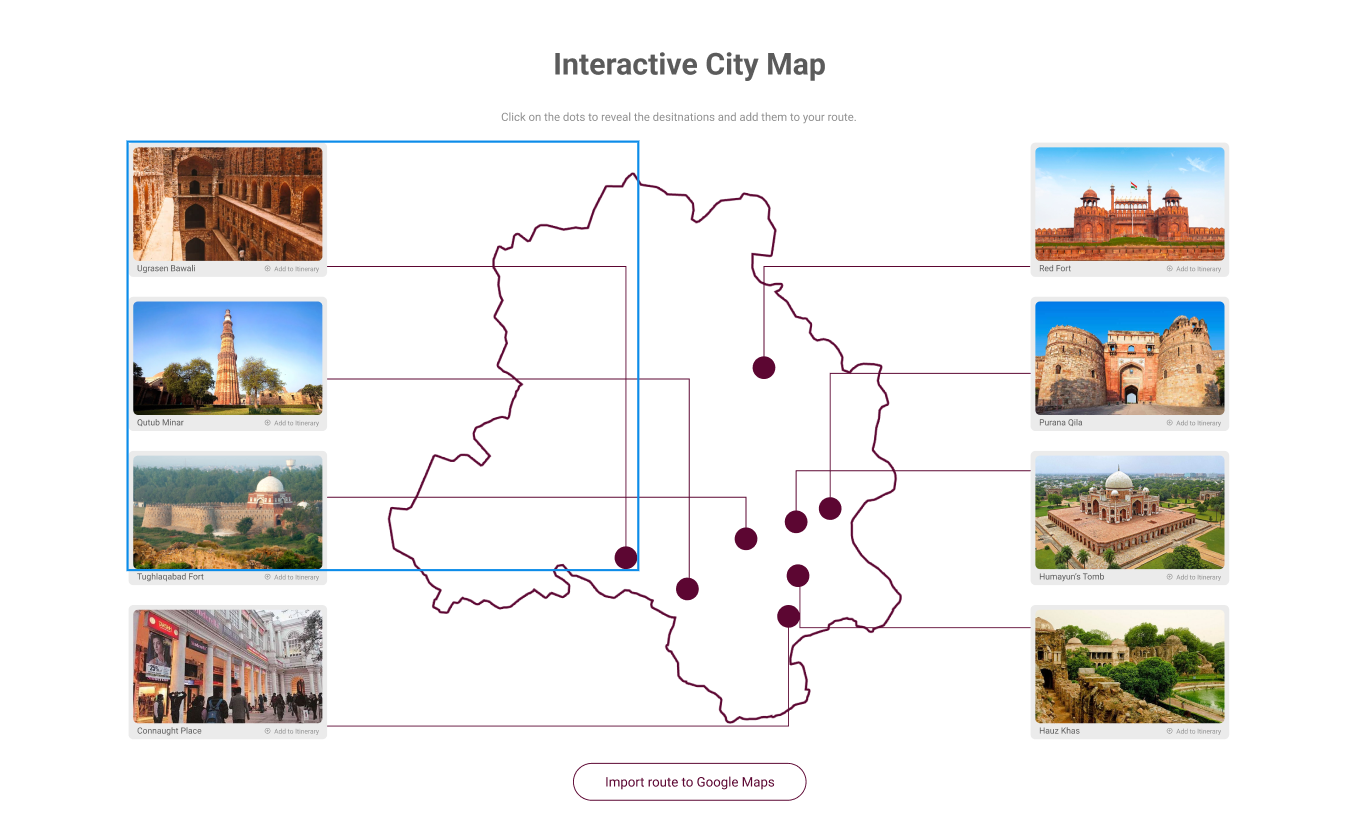 Interactive City Map
Click on the dots to reveal the desitnations and add them to your route.
Ugrasen Bawali Add to Itinerary
Red Fort Add to Itinerary
Qutub Minar Add to Itinerary
Purana Qila Add to Itinerary
Tughlaqabad Fort Add to Itinerary
Humayun's Tomb Add to Itinerary
Connaught Place Add to Itinerary
Hauz Khas Add to Itinerary
Import route to Google Maps